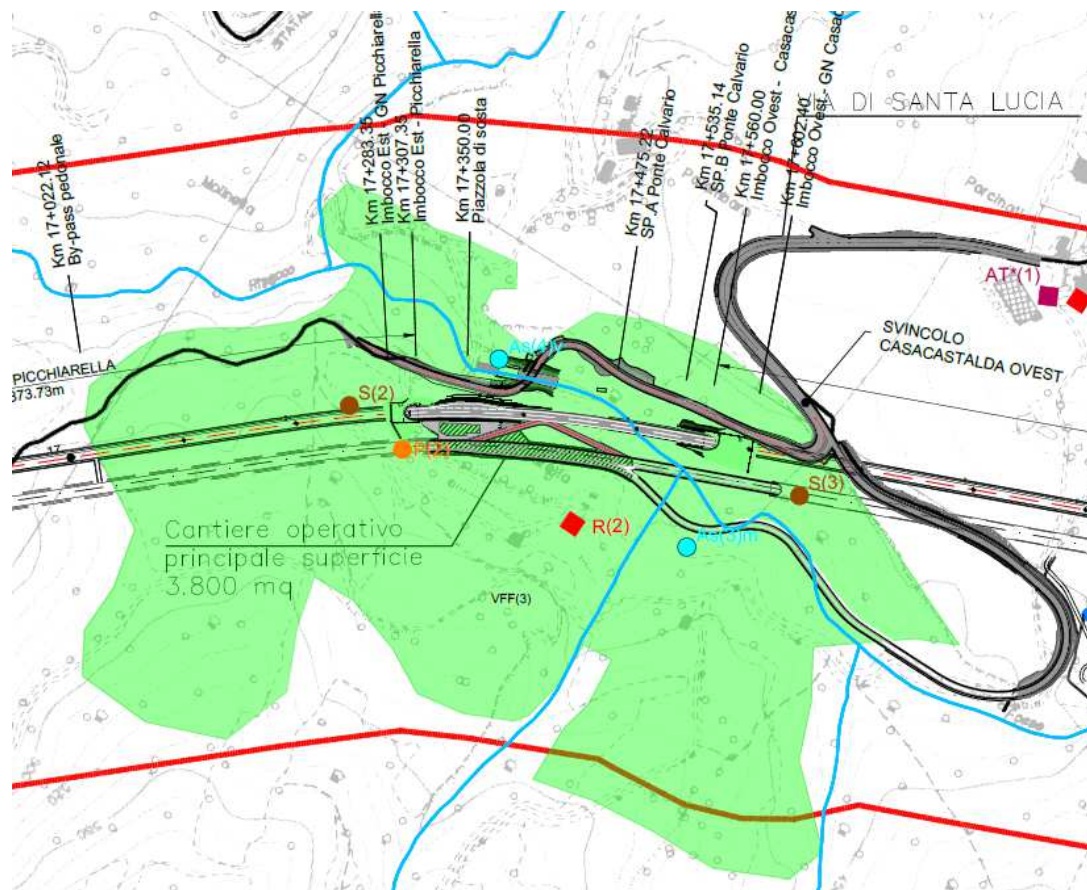 Km 17+022.12
By-pass pedonale
Km 17+283.35
Imbocco Est - GN Picchiarella
Km 17+307.35
Imbocco Est - Picchiarella
Km 17+350.00
Piazzola di sosta
Km 17+475.22
SP.A Ponte Calvario
Km 17+535.14
SP.B Ponte Calvario
Km 17+560.00
Imbocco Ovest - Casacas
Km 17+602.40
Imbocco Ovest - GN Casac
DI SANTA LUCIA
AT*(1)
SVINCOLO
CASACASTALDA OVEST
PICCHIARELLA
373.73m
17
As(4)v
S(2)
P(2)
S(3)
R(2)
As(3)m
Cantiere operativo
principale superficie
3.800 mq
VFF(3)